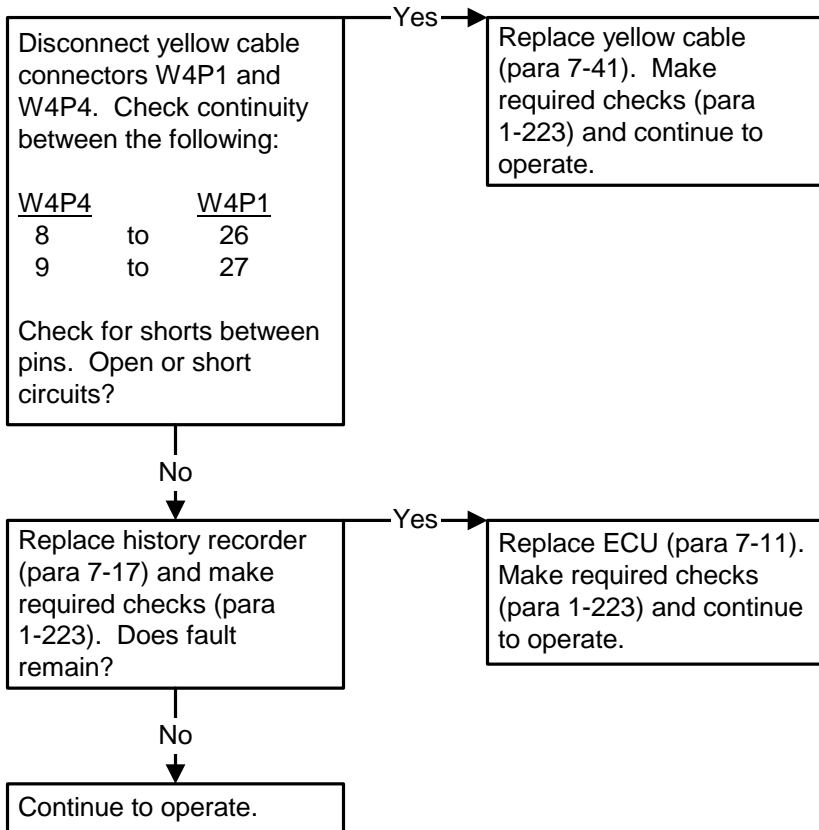 Disconnect yellow cable
connectors W4P1 and
W4P4. Check continuity
between the following:
W4P4 W4P1
8 to 26
9 to 27
Check for shorts between
pins. Open or short
circuits?
Yes
Replace yellow cable
(para 7-41). Make
required checks (para
1-223) and continue to
operate.
No
Replace history recorder
(para 7-17) and make
required checks (para
1-223). Does fault
remain?
Yes
Replace ECU (para 7-11).
Make required checks
(para 1-223) and continue
to operate.
No
Continue to operate.